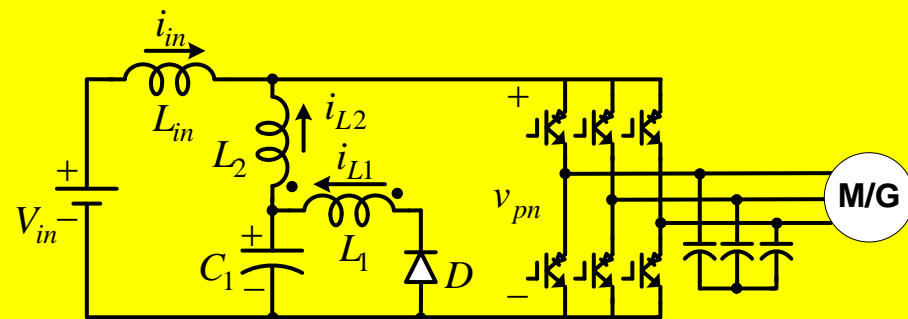 i_in
L_in
+
i_L2
L_2
i_L1
+
V_in
−
+
C_1
−
L_1
D
v_pn
−
M/G